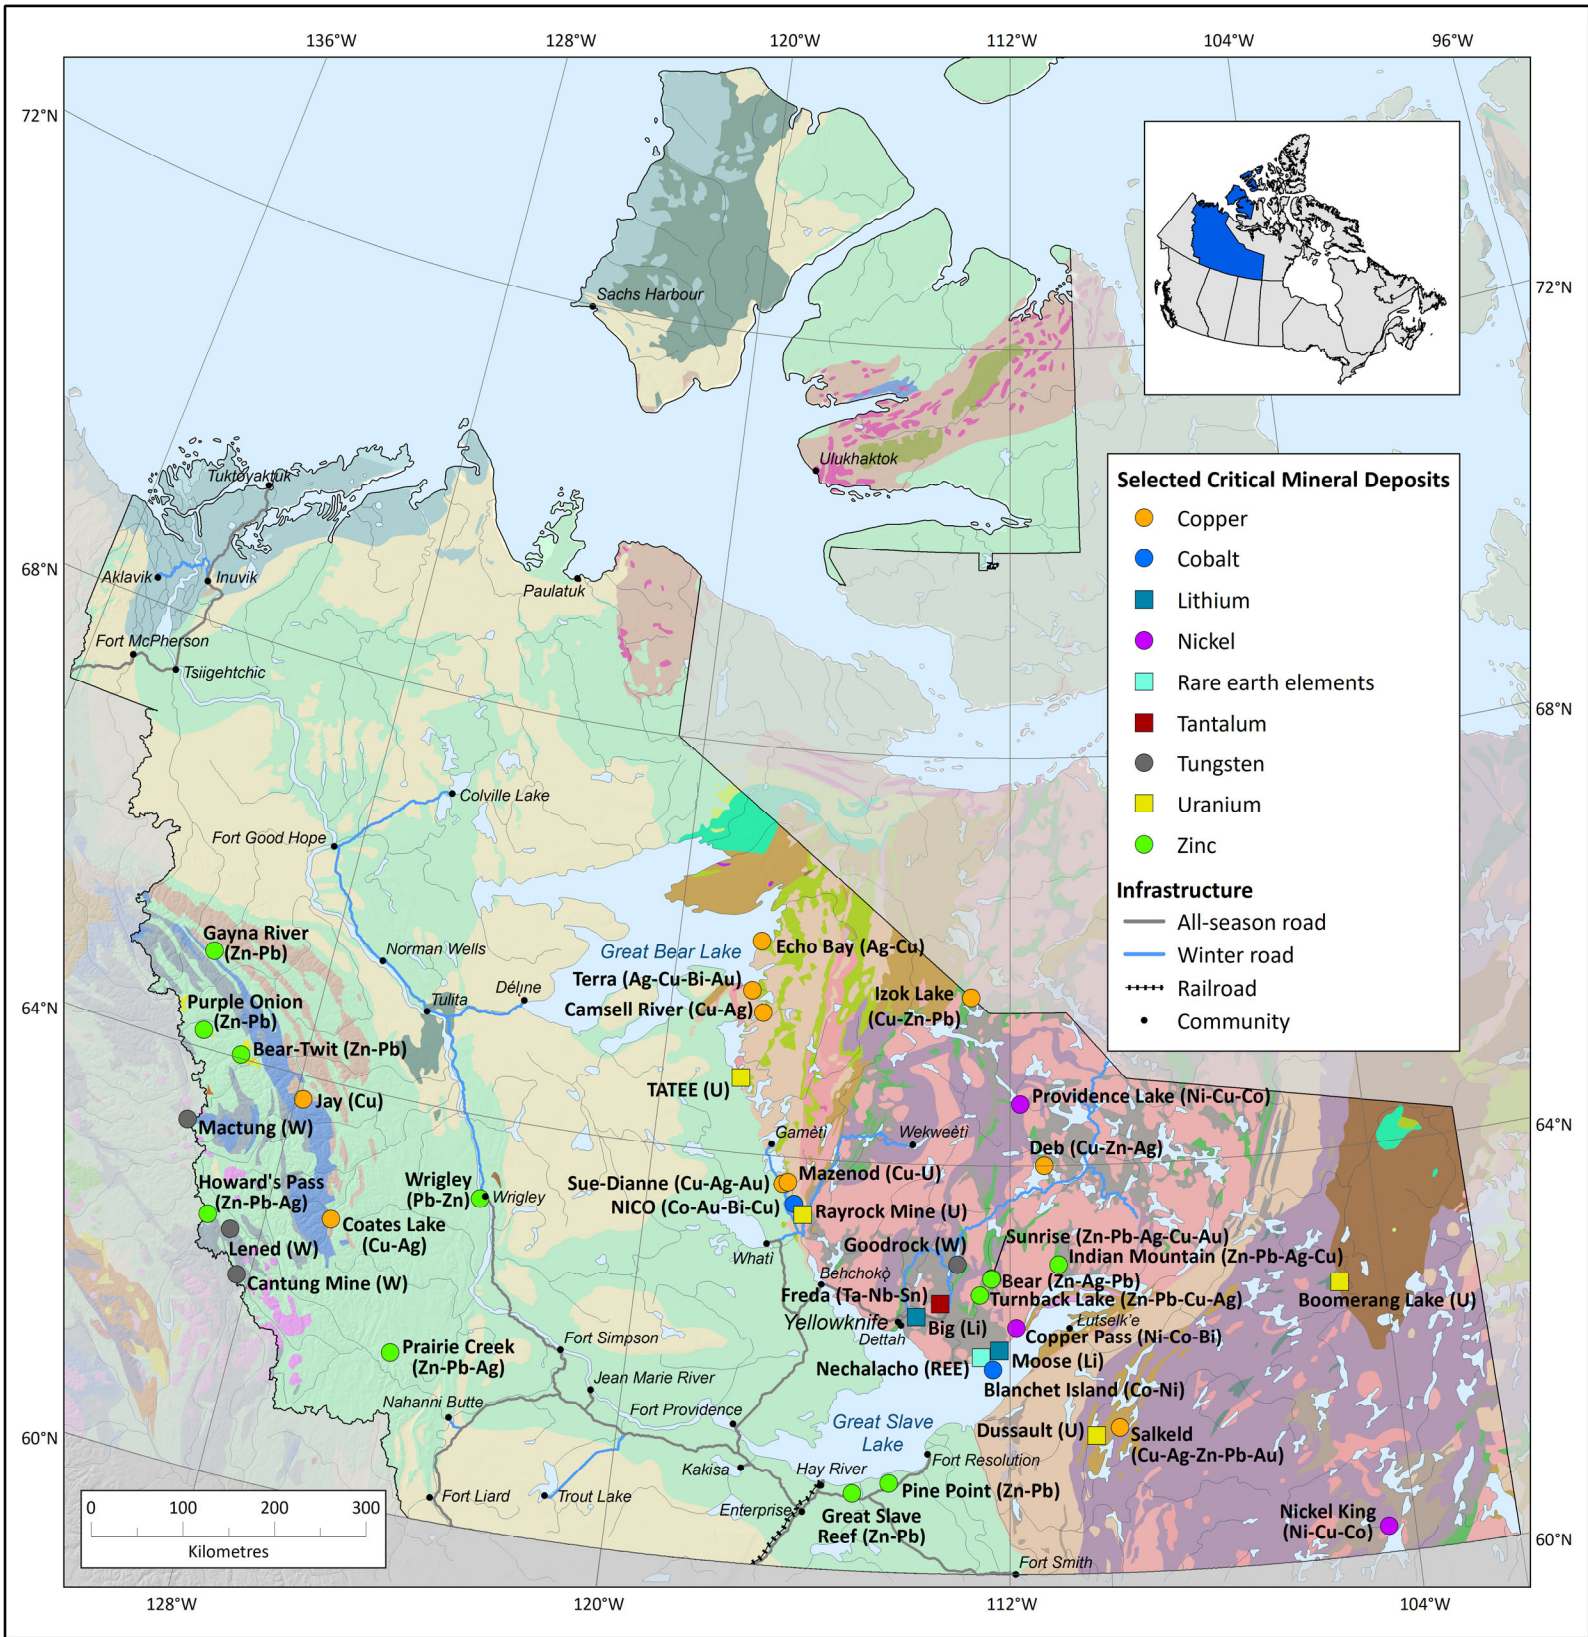 136°W
128°W
120°W
112°W
104°W
96°W
72°N
72°N
68°N
68°N
64°N
64°N
60°N
60°N
128°W
120°W
112°W
104°W
Selected Critical Mineral Deposits
Copper
Cobalt
Lithium
Nickel
Rare earth elements
Tantalum
Tungsten
Uranium
Zinc
Infrastructure
All-season road
Winter road
Railroad
Community
Sachs Harbour
Ulukhaktok
Tuktoyaktuk
Aklavik
Inuvik
Paulatuk
Fort McPherson
Tsiigehtchic
Colville Lake
Fort Good Hope
Norman Wells
Tulita
Délįne
Great Bear Lake
Gayna River
(Zn-Pb)
Purple Onion
(Zn-Pb)
Bear-Twit (Zn-Pb)
Jay (Cu)
Mactung (W)
Howard's Pass
(Zn-Pb-Ag)
Lened (W)
Cantung Mine (W)
Coates Lake
(Cu-Ag)
Wrigley
(Pb-Zn)
Wrigley
Prairie Creek
(Zn-Pb-Ag)
Echo Bay (Ag-Cu)
Terra (Ag-Cu-Bi-Au)
Camsell River (Cu-Ag)
Izok Lake
(Cu-Zn-Pb)
TATEE (U)
Gamètì
Wekweètì
Providence Lake (Ni-Cu-Co)
Deb (Cu-Zn-Ag)
Mazenod (Cu-U)
Sue-Dianne (Cu-Ag-Au)
NICO (Co-Au-Bi-Cu)
Rayrock Mine (U)
Whatì
Goodrock (W)
Sunrise (Zn-Pb-Ag-Cu-Au)
Indian Mountain (Zn-Pb-Ag-Cu)
Behchokǫ̀
Bear (Zn-Ag-Pb)
Freda (Ta-Nb-Sn)
Turnback Lake (Zn-Pb-Cu-Ag)
Boomerang Lake (U)
Yellowknife
Dettah
Big (Li)
Lutselk'e
Copper Pass (Ni-Co-Bi)
Nechalacho (REE)
Moose (Li)
Blanchet Island (Co-Ni)
Fort Simpson
Jean Marie River
Nahanni Butte
Fort Providence
Great Slave
Lake
Dussault (U)
Salkeld
(Cu-Ag-Zn-Pb-Au)
Kakisa
Hay River
Fort Resolution
Fort Liard
Trout Lake
Enterprise
Pine Point (Zn-Pb)
Great Slave
Reef (Zn-Pb)
Nickel King
(Ni-Cu-Co)
Fort Smith
0 100 200 300
Kilometres